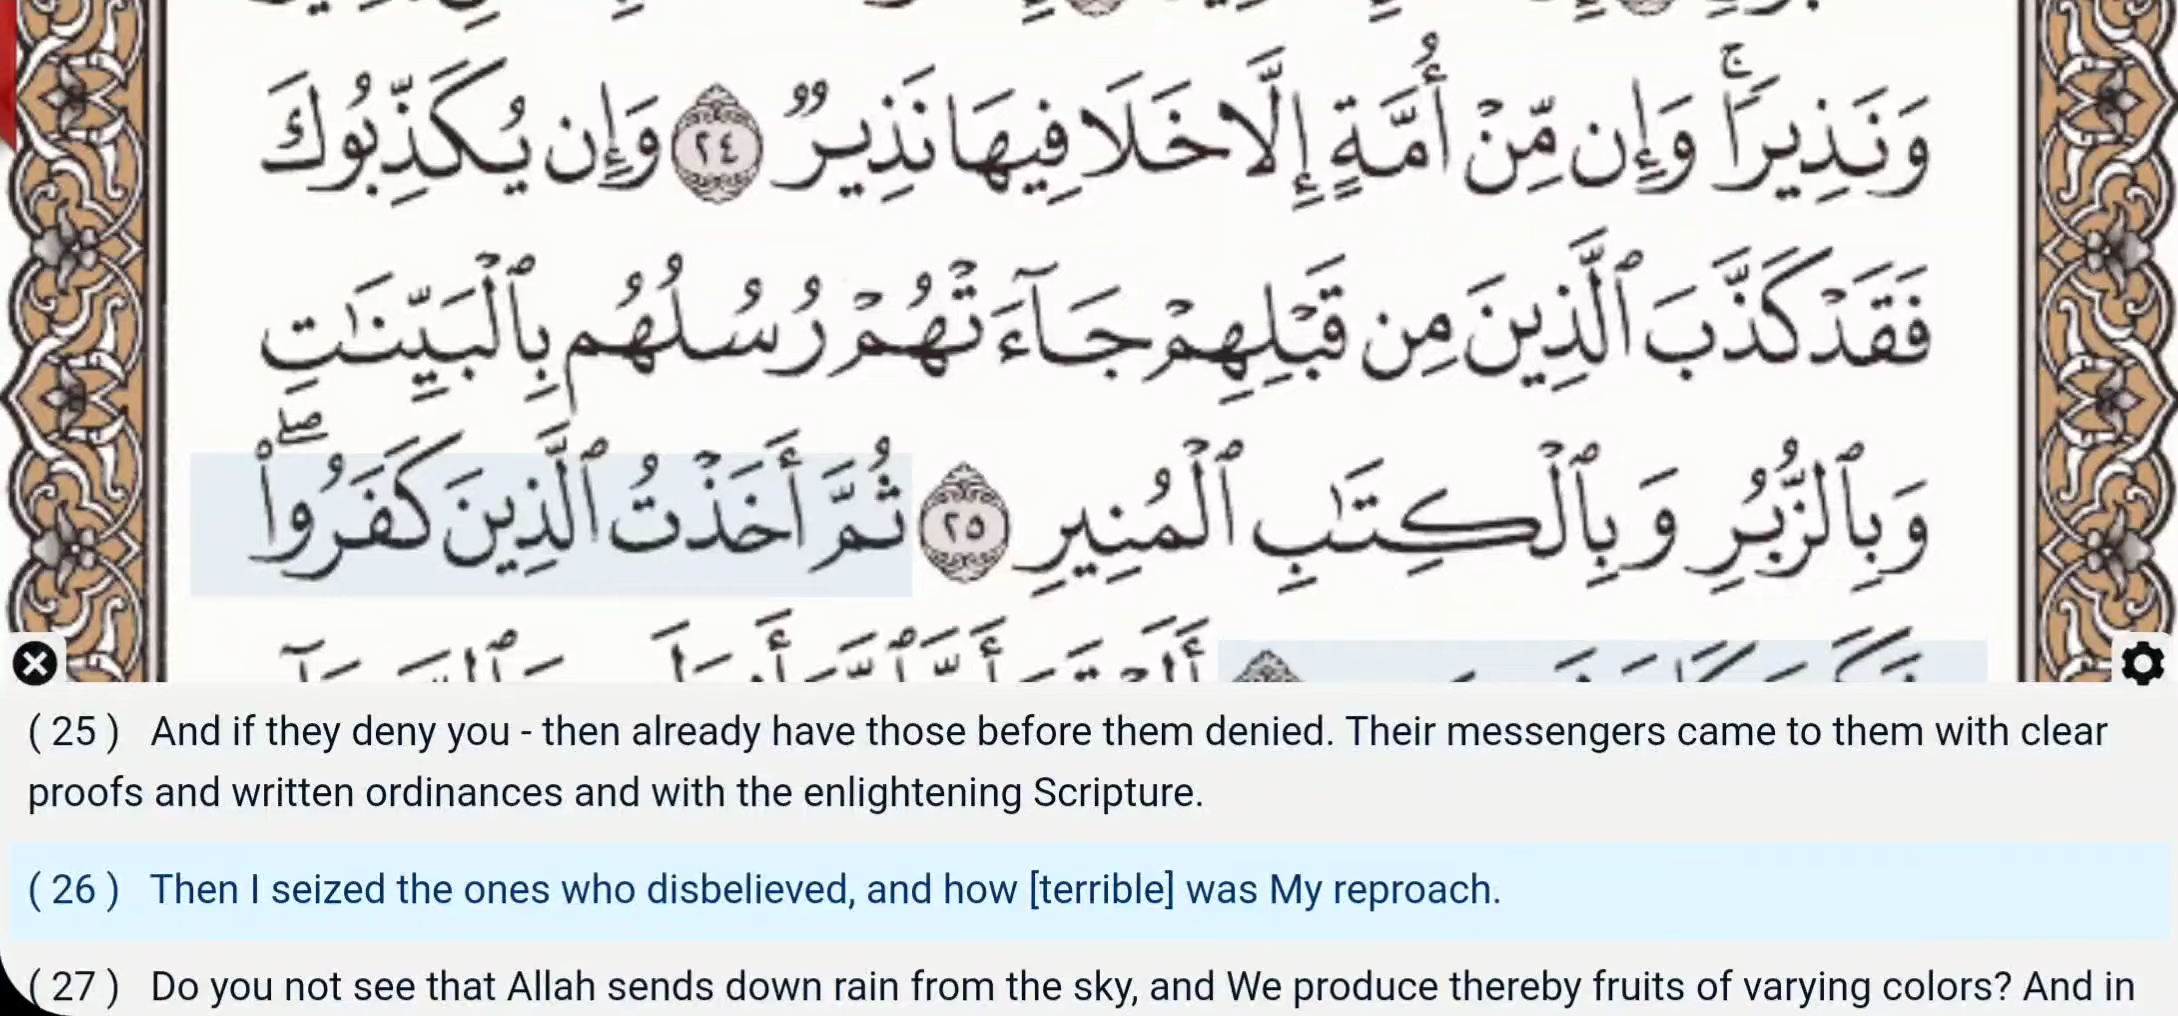 وَنَذِيرًا ۚ وَإِن مِّنْ أُمَّةٍ إِلَّا خَلَا فِيهَا نَذِيرٌ ٢٤ وَإِن يُكَذِّبُوكَ
فَقَدْ كَذَّبَ ٱلَّذِينَ مِن قَبْلِهِمْ جَآءَتْهُمْ رُسُلُهُم بِٱلْبَيِّنَـٰتِ
وَبِٱلزُّبُرِ وَبِٱلْكِتَـٰبِ ٱلْمُنِيرِ ٢٥ ثُمَّ أَخَذْتُ ٱلَّذِينَ كَفَرُوا۟ ۖ
( 25 ) And if they deny you - then already have those before them denied. Their messengers came to them with clear
proofs and written ordinances and with the enlightening Scripture.
( 26 ) Then I seized the ones who disbelieved, and how [terrible] was My reproach.
( 27 ) Do you not see that Allah sends down rain from the sky, and We produce thereby fruits of varying colors? And in